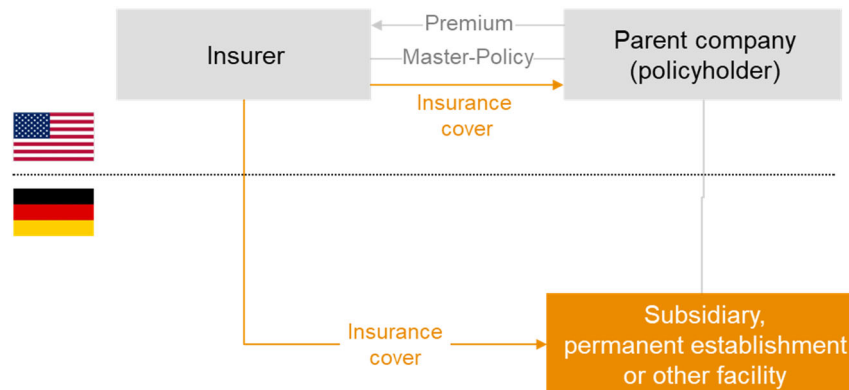 Premium
Insurer
Master-Policy
Parent company
(policyholder)
Insurance
cover
Insurance
cover
Subsidiary,
permanent establishment
or other facility